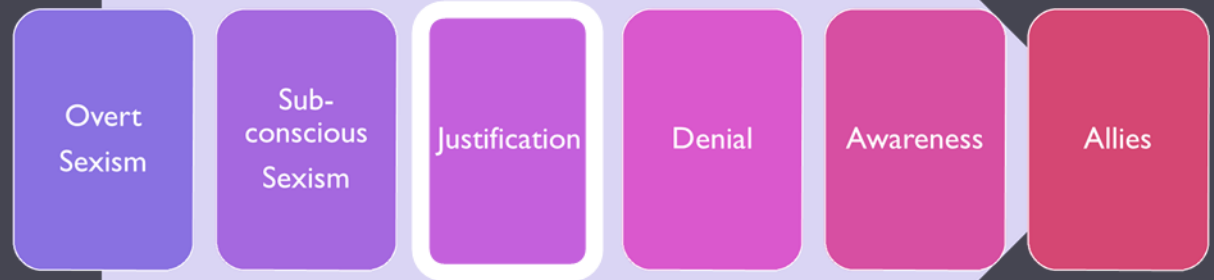 Overt
Sexism
Sub-
conscious
Sexism
Justification
Denial
Awareness
Allies